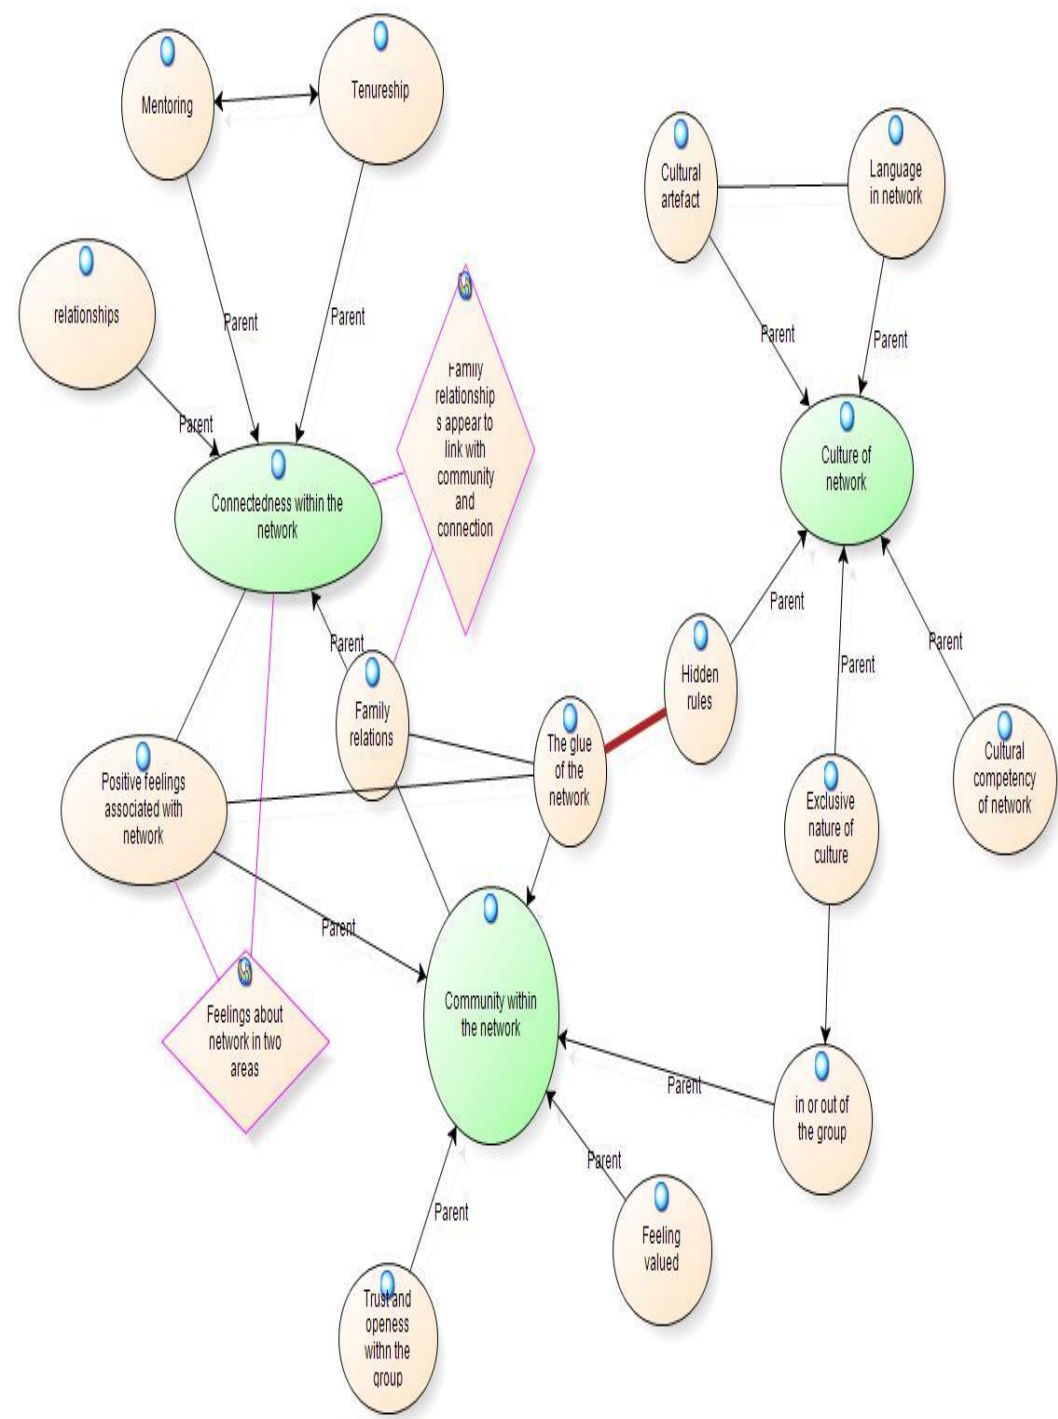 Mentoring
Tenureship
Cultural
artefact
Language
in network
relationships
Parent
Parent
Parent
Parent
Parent
Family
relationship
s appear to
link with
community
and
connection
Culture of
network
Connectedness within the
network
Parent
Parent
Parent
Parent
Hidden
rules
Family
relations
The glue
of the
network
Positive feelings
associated with
network
Exclusive
nature of
culture
Cultural
competency
of network
Parent
Community within
the network
Feelings about
network in two
areas
Parent
in or out of
the group
Parent
Parent
Feeling
valued
Trust and
openess
withn the
group